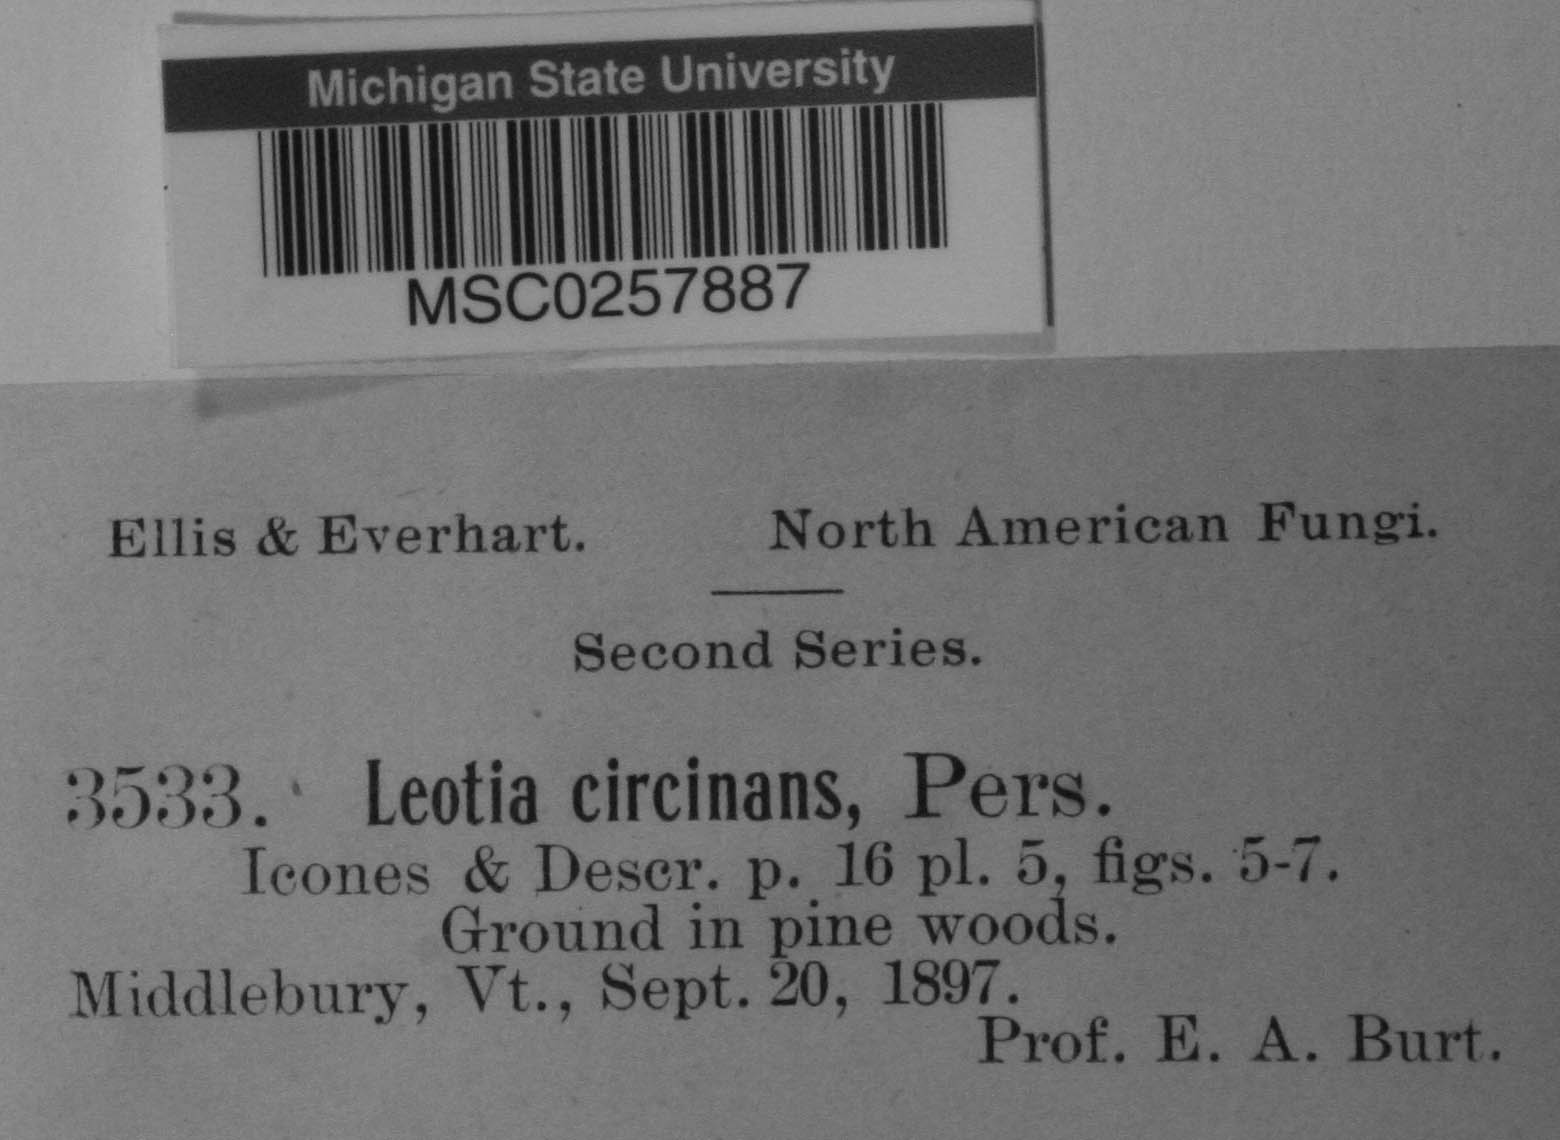 Michigan State University
MSC0257887
Ellis & Everhart. North American Fungi.
Second Series.
3533. Leotia circinans, Pers.
Icones & Descr. p. 16 pl. 5, figs. 5-7.
Ground in pine woods.
Middlebury, Vt., Sept. 20, 1897.
Prof. E. A. Burt.